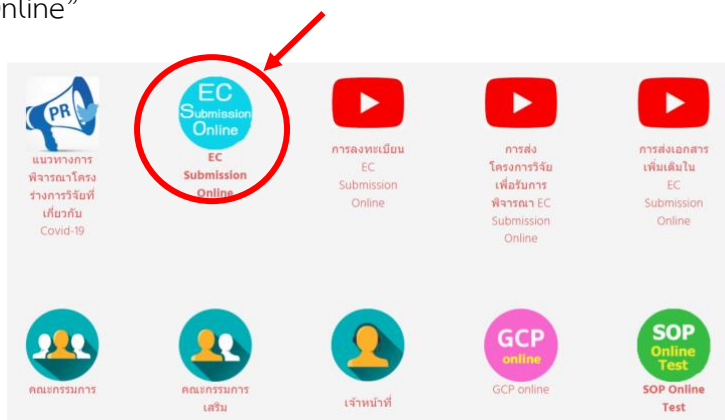 nline”
PR
EC
Submission
Online
แนวทางการ
พิจารณาโครง
ร่างการวิจัยที่
เกี่ยวกับ
Covid-19
EC
Submission
Online
การลงทะเบียน
EC
Submission
Online
การส่ง
โครงการวิจัย
เพื่อรับการ
พิจารณา EC
Submission
Online
การส่งเอกสาร
เพิ่มเติมใน
EC
Submission
Online
คณะกรรมการ
คณะกรรมการ
เสริม
เจ้าหน้าที่
GCP
online
GCP online
SOP
Online
Test
SOP Online
Test